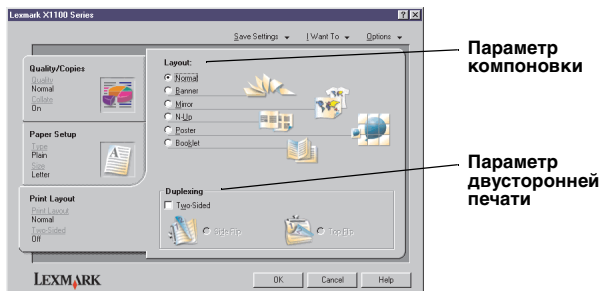 Lexmark X1100 Series
Save Settings
I Want To
Options
Quality/Copies
Quality
Normal
Collate
On
Paper Setup
Type
Plain
Size
Letter
Print Layout
Print Layout
Normal
Two-Sided
Off
Layout:
Normal
Banner
Mirror
N-Up
Poster
Booklet
Duplexing
Two-Sided
Side Flip
Top Flip
LEXMARK
OK
Cancel
Help
Параметр
компоновки
Параметр
двусторонней
печати